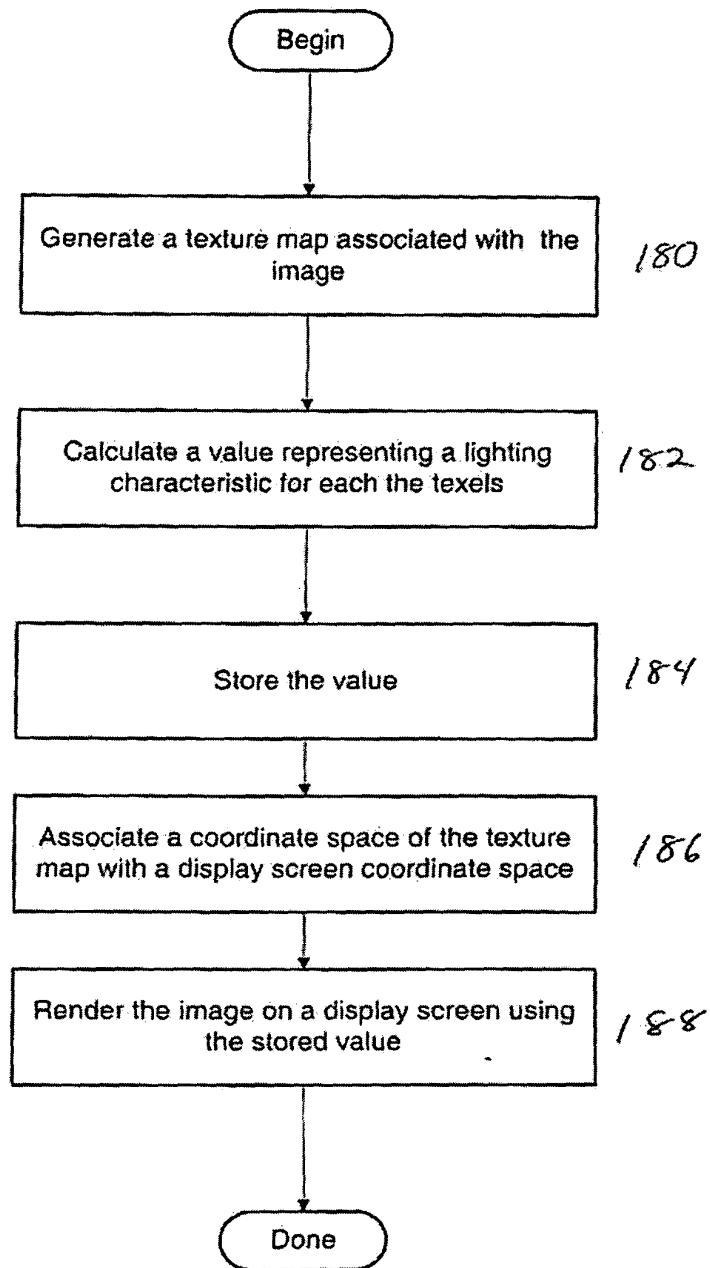 Begin
Generate a texture map associated with the
image
180
Calculate a value representing a lighting
characteristic for each the texels
182
Store the value
184
Associate a coordinate space of the texture
map with a display screen coordinate space
186
Render the image on a display screen using
the stored value
188
Done